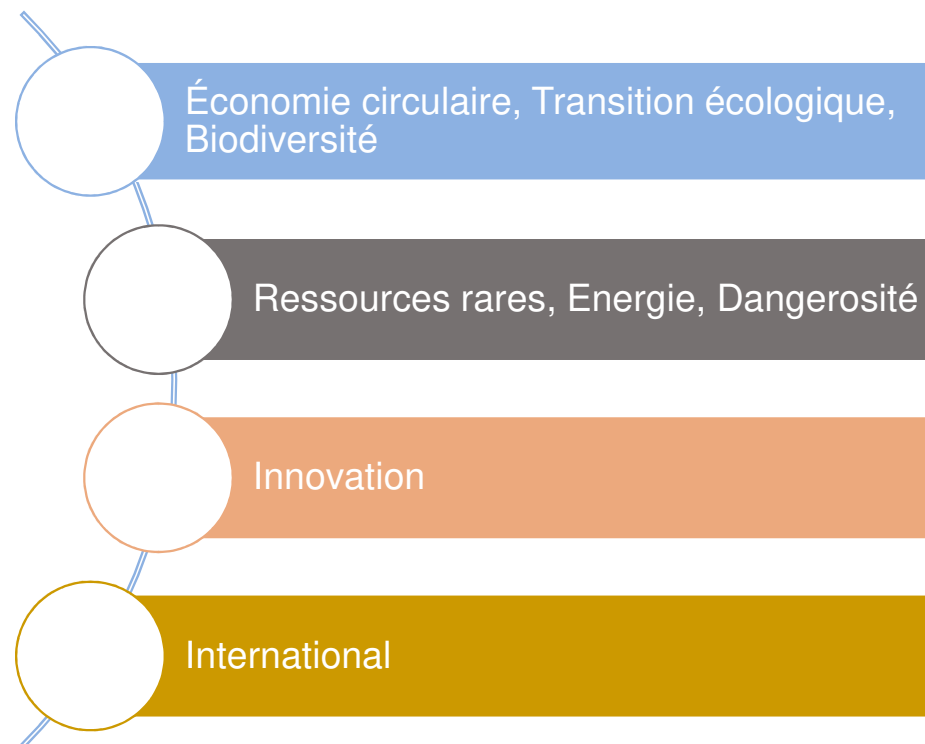 Économie circulaire, Transition écologique,
Biodiversité
Ressources rares, Energie, Dangerosité
Innovation
International